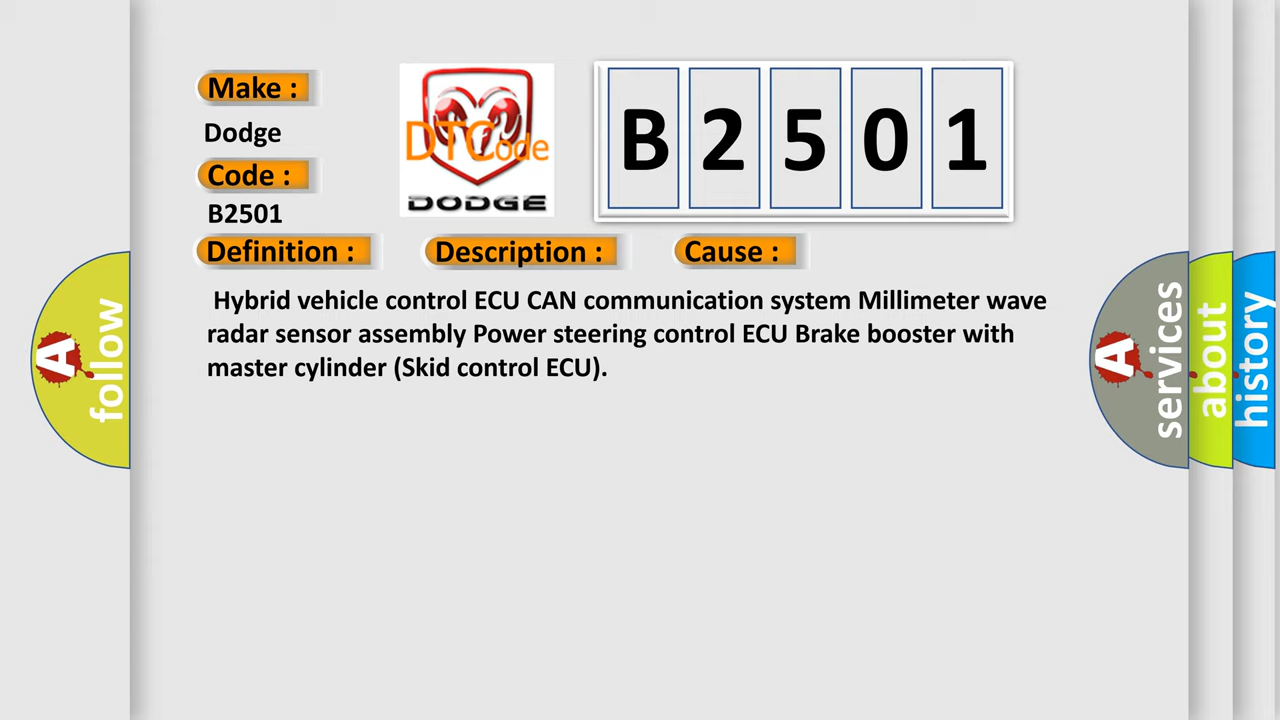 Make :
Dodge
Code :
B2501
DTCode
DODGE
B 2 5 0 1
Definition :
Description :
Cause :
Hybrid vehicle control ECU CAN communication system Millimeter wave
radar sensor assembly Power steering control ECU Brake booster with
master cylinder (Skid control ECU).
A
follow
A
services
about
history